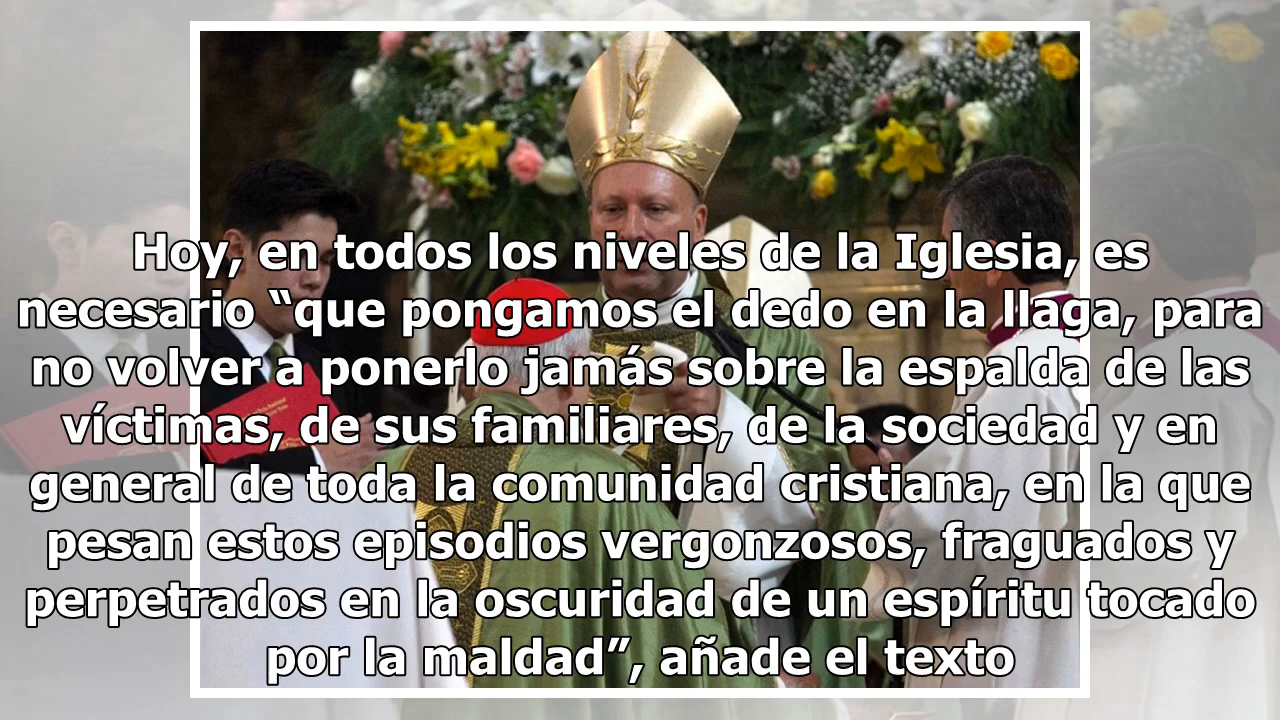 Hoy, en todos los niveles de la Iglesia, es
necesario “que pongamos el dedo en la llaga, para
no volver a ponerlo jamás sobre la espalda de las
víctimas, de sus familiares, de la sociedad y en
general de toda la comunidad cristiana, en la que
pesan estos episodios vergonzosos, fraguados y
perpetrados en la oscuridad de un espíritu tocado
por la maldad”, añade el texto